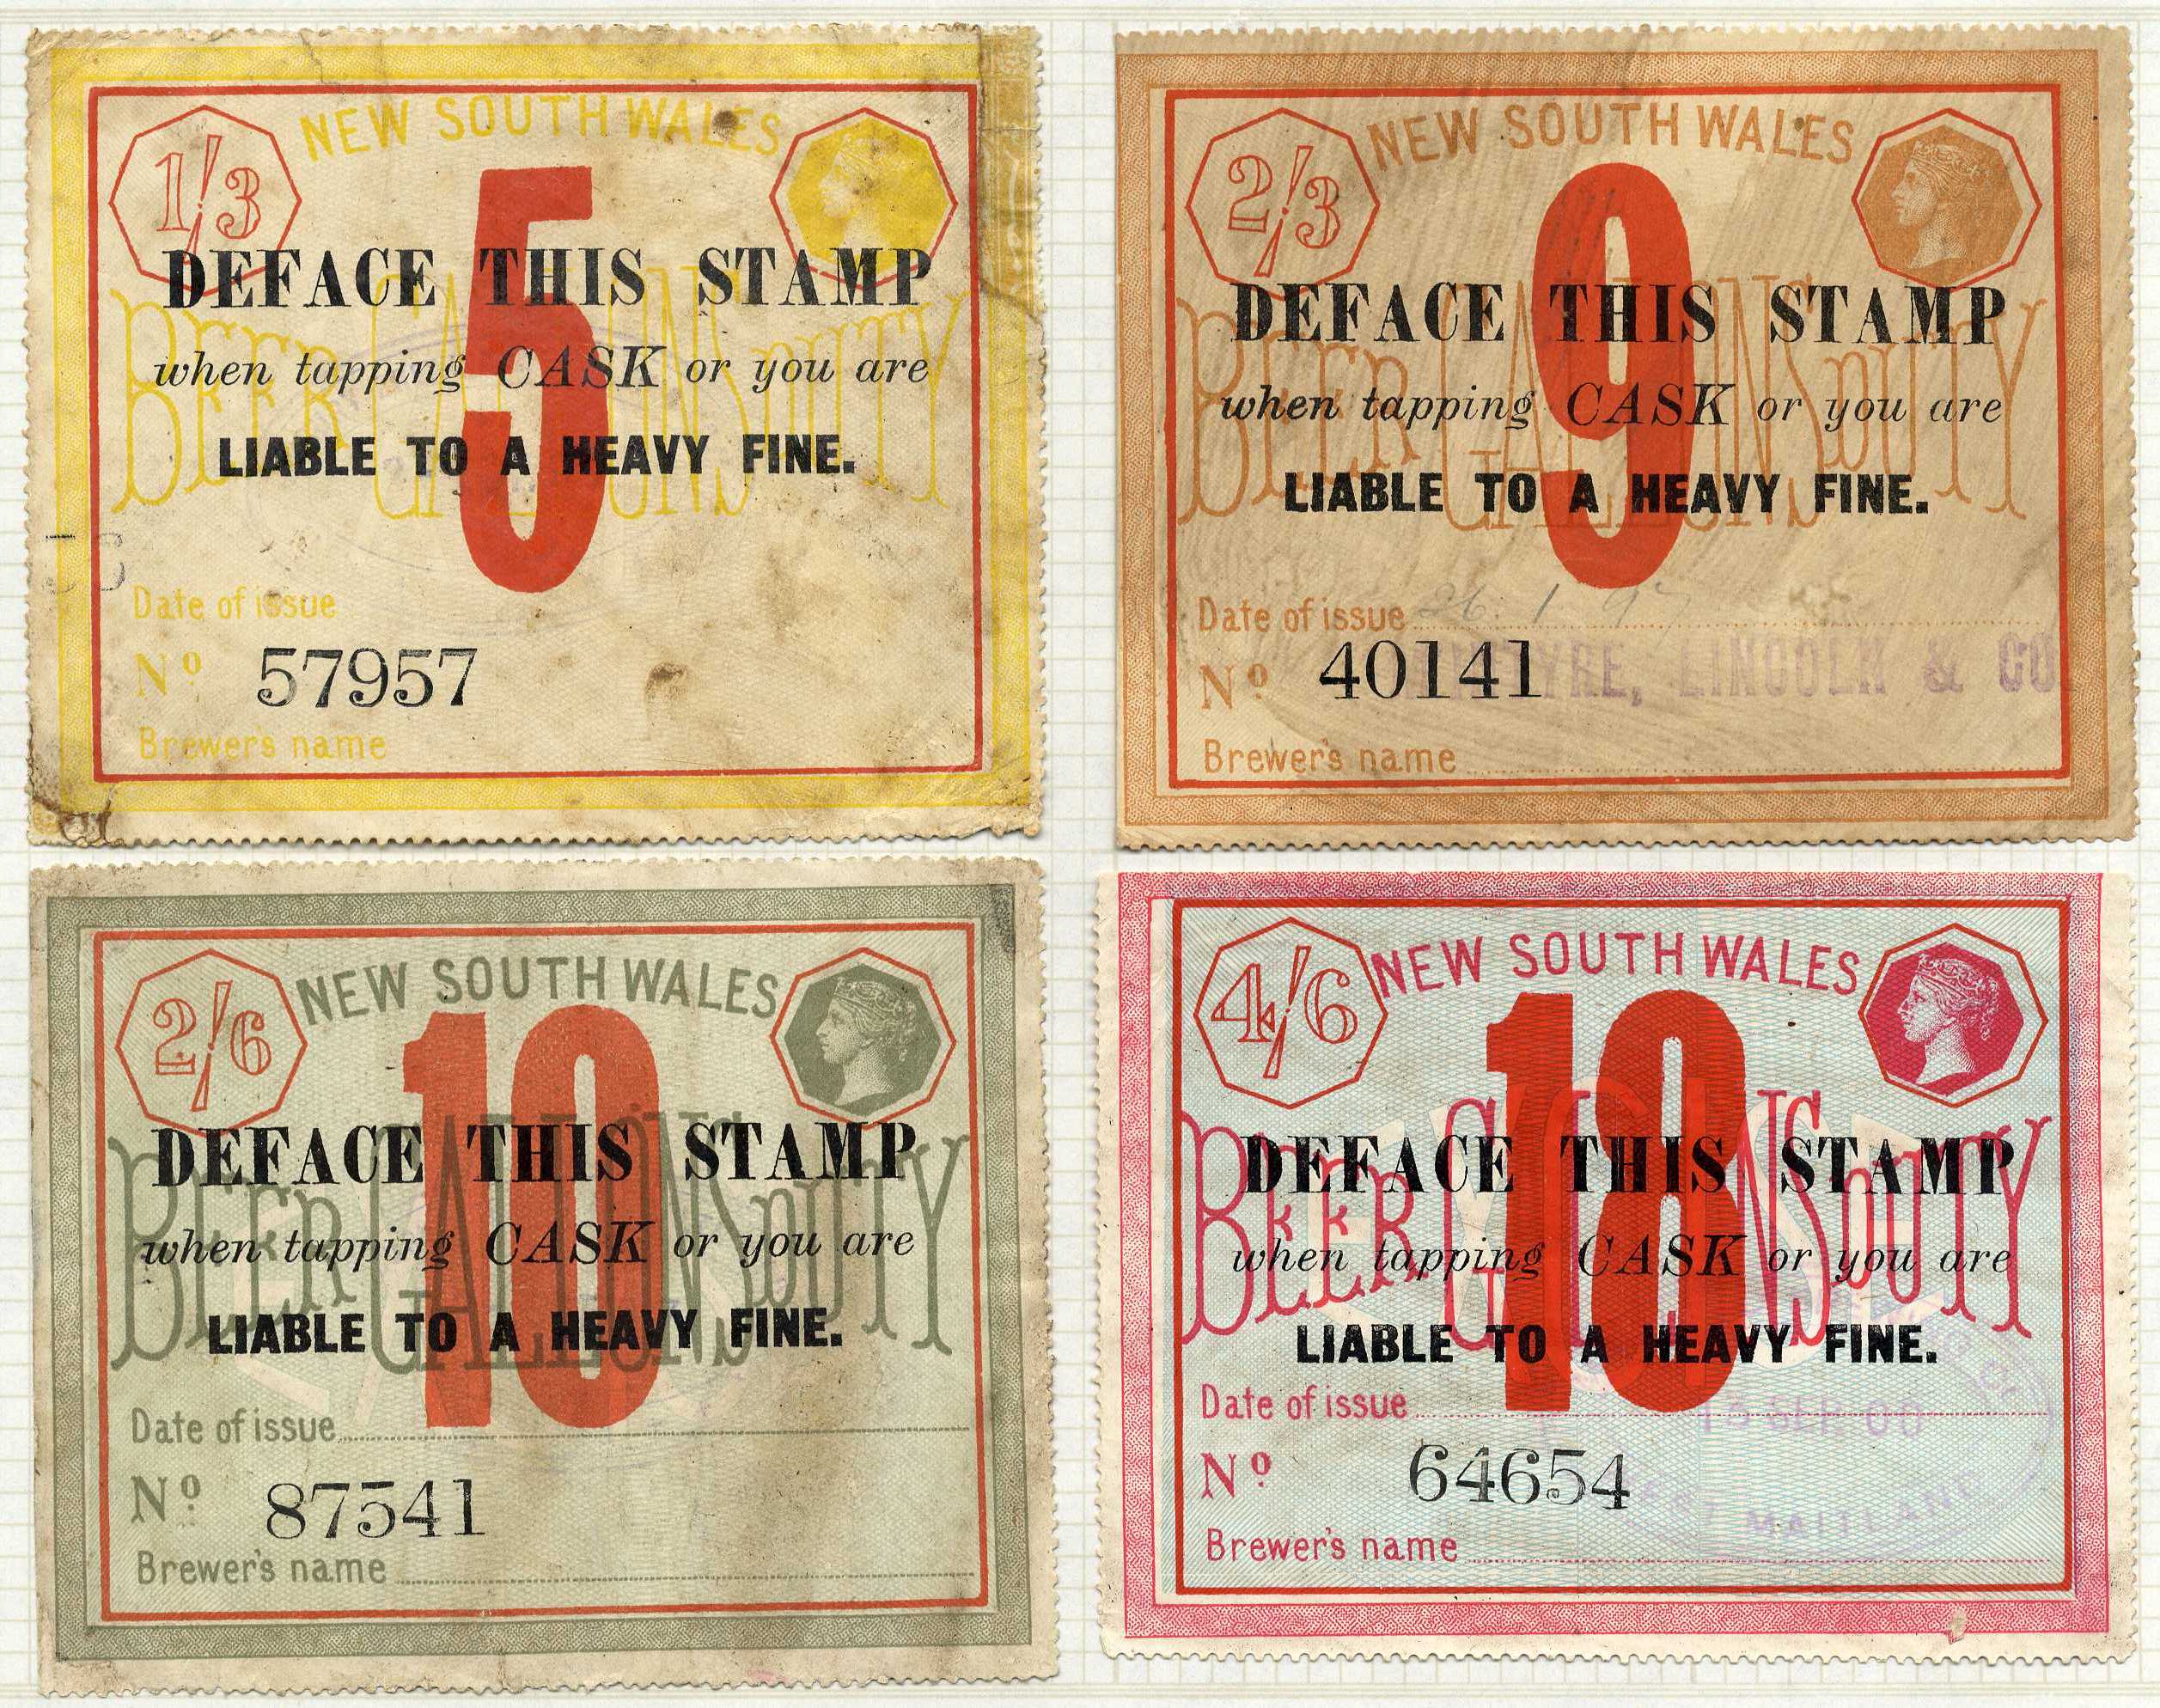 NEW SOUTH WALES
1/3
5
BEER GALLONS DUTY
DEFACE THIS STAMP
when tapping CASK or you are
LIABLE TO A HEAVY FINE.
Date of issue
No 57957
Brewer's name
NEW SOUTH WALES
2/3
9
BEER GALLONS DUTY
DEFACE THIS STAMP
when tapping CASK or you are
LIABLE TO A HEAVY FINE.
Date of issue 26. 1. 97
No 40141
LINCOLN & CO
Brewer's name
NEW SOUTH WALES
2/6
10
BEER GALLONS DUTY
DEFACE THIS STAMP
when tapping CASK or you are
LIABLE TO A HEAVY FINE.
Date of issue
No 87541
Brewer's name
NEW SOUTH WALES
4/6
18
BEER GALLONS DUTY
DEFACE THIS STAMP
when tapping CASK or you are
LIABLE TO A HEAVY FINE.
Date of issue
No 64654
MAITLAND
Brewer's name